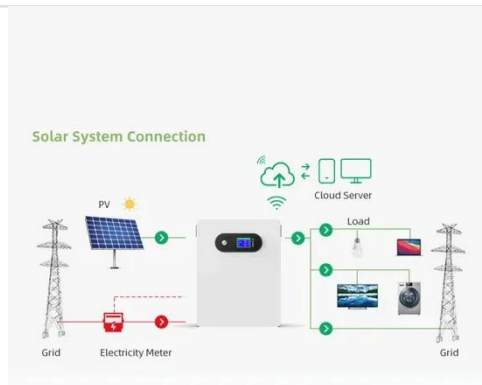 Solar System Connection
Cloud Server
PV
Load
Grid
Electricity Meter
Grid